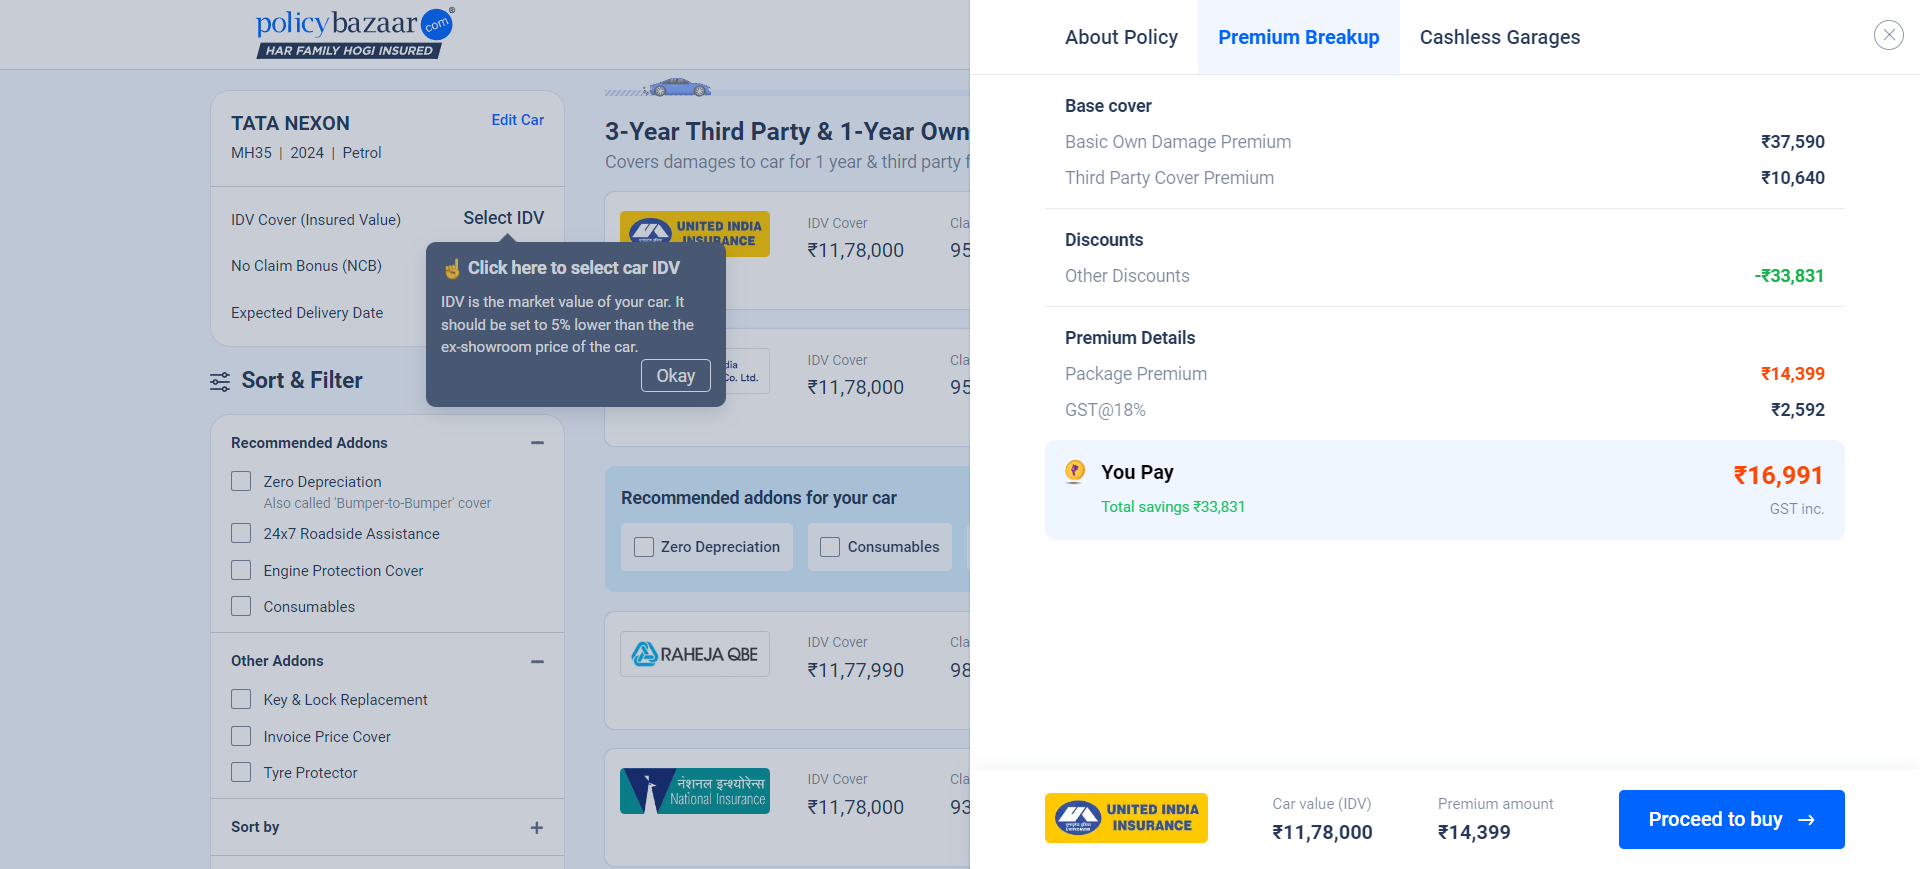 policybazaar com
HAR FAMILY HOGI INSURED
TATA NEXON
Edit Car
MH35 | 2024 | Petrol
IDV Cover (Insured Value)
Select IDV
No Claim Bonus (NCB)
Expected Delivery Date
Click here to select car IDV
IDV is the market value of your car. It
should be set to 5% lower than the the
ex-showroom price of the car.
Okay
Sort & Filter
Recommended Addons
Zero Depreciation
Also called 'Bumper-to-Bumper' cover
24x7 Roadside Assistance
Engine Protection Cover
Consumables
Other Addons
Key & Lock Replacement
Invoice Price Cover
Tyre Protector
Sort by
3-Year Third Party & 1-Year Own
Covers damages to car for 1 year & third party f
UNITED INDIA
INSURANCE
IDV Cover
Cla
₹11,78,000
95
dia
Co. Ltd.
IDV Cover
Cla
₹11,78,000
95
Recommended addons for your car
Zero Depreciation
Consumables
RAHEJA QBE
IDV Cover
Cla
₹11,77,990
98
नेशनल इन्श्योरेन्स
National Insurance
IDV Cover
Cla
₹11,78,000
93
About Policy
Premium Breakup
Cashless Garages
Base cover
Basic Own Damage Premium
₹37,590
Third Party Cover Premium
₹10,640
Discounts
Other Discounts
-₹33,831
Premium Details
Package Premium
₹14,399
GST@18%
₹2,592
You Pay
₹16,991
Total savings ₹33,831
GST inc.
UNITED INDIA
INSURANCE
Car value (IDV)
₹11,78,000
Premium amount
₹14,399
Proceed to buy